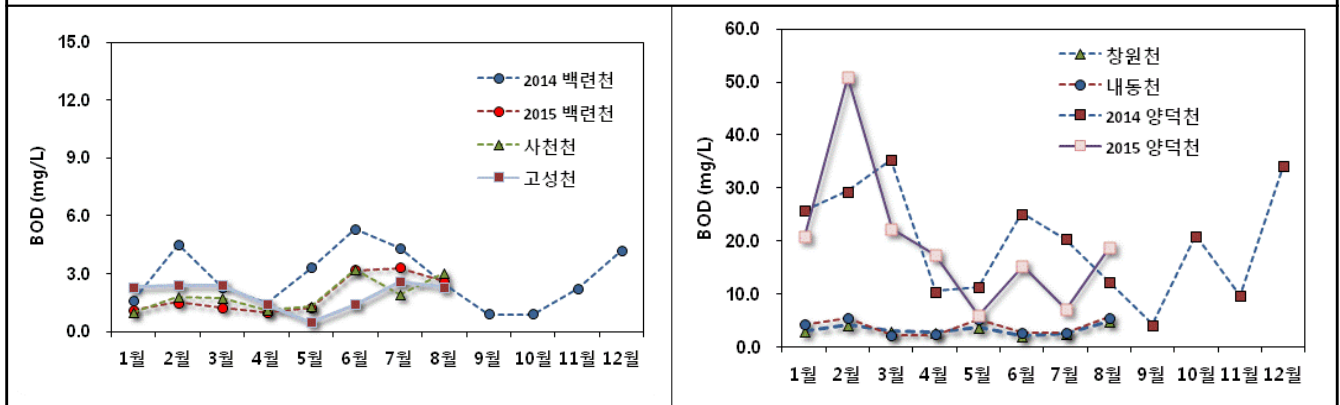 BOD (mg/L)
15.0
12.0
9.0
6.0
3.0
0.0
2014 백련천
2015 백련천
사천천
고성천
1월 2월 3월 4월 5월 6월 7월 8월 9월 10월 11월 12월
BOD (mg/L)
60.0
50.0
40.0
30.0
20.0
10.0
0.0
창원천
내동천
2014 양덕천
2015 양덕천
1월 2월 3월 4월 5월 6월 7월 8월 9월 10월 11월 12월